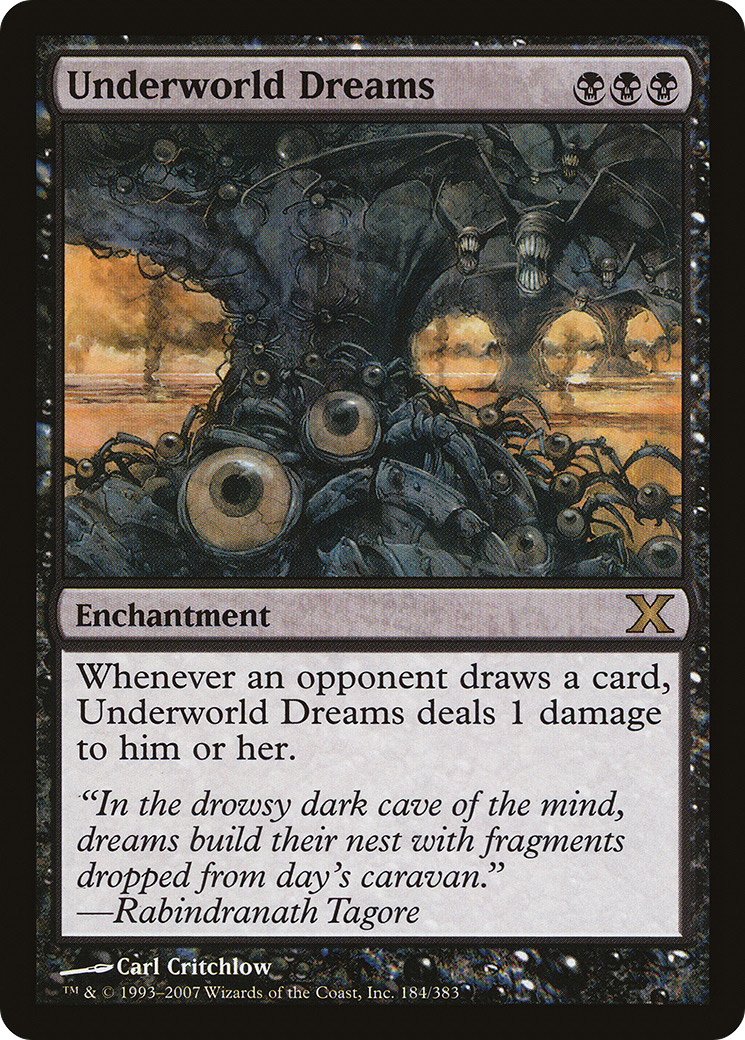 Underworld Dreams
Enchantment
X
Whenever an opponent draws a card,
Underworld Dreams deals 1 damage
to him or her.
“In the drowsy dark cave of the mind,
dreams build their nest with fragments
dropped from day’s caravan.”
—Rabindranath Tagore
Carl Critchlow
™ & © 1993–2007 Wizards of the Coast, Inc. 184/383